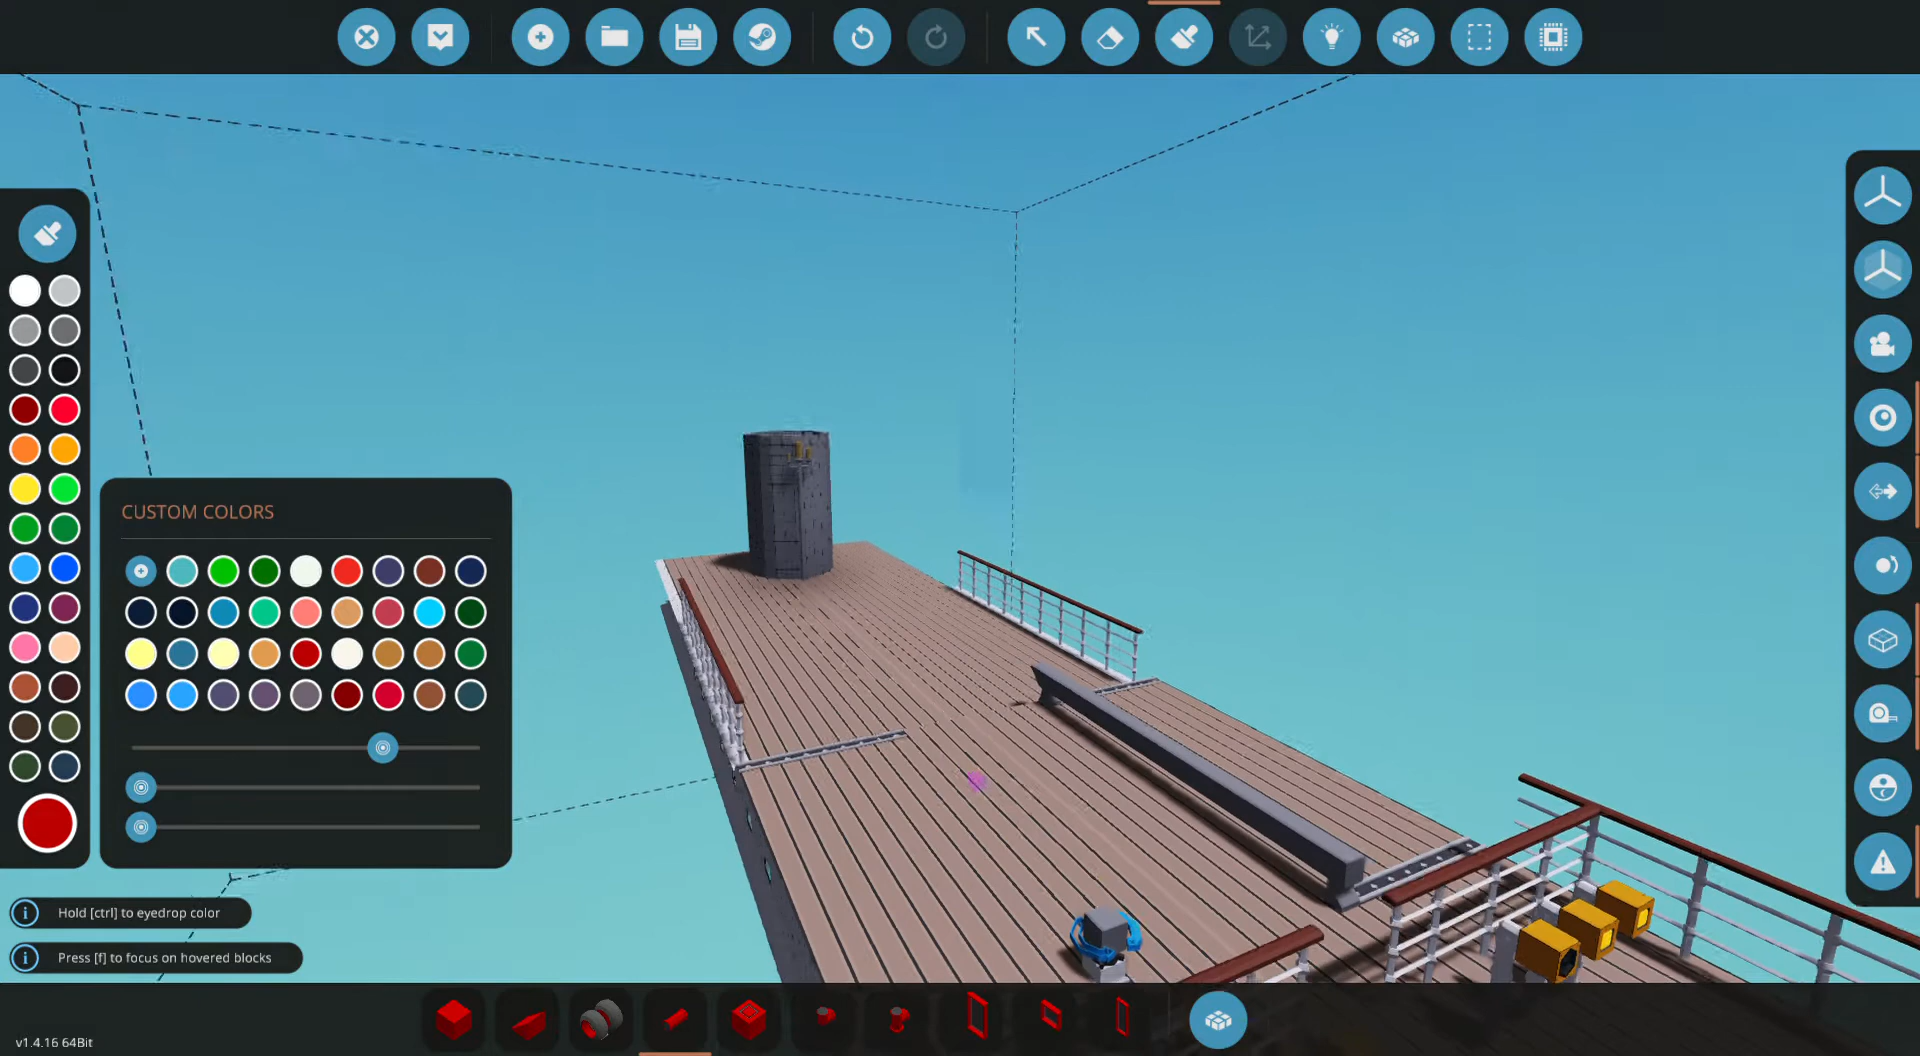 CUSTOM COLORS
Hold [ctrl] to eyedrop color
Press [f] to focus on hovered blocks
v1.4.16 64Bit